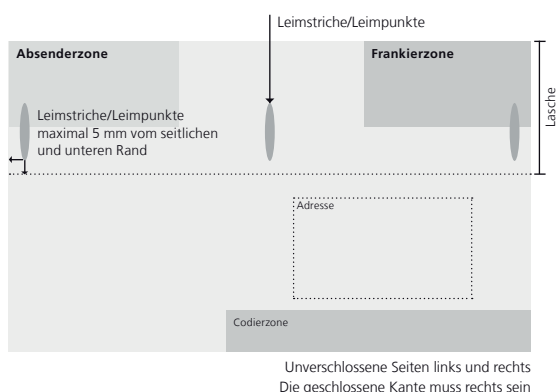 Leimstriche/Leimpunkte
Absenderzone
Frankierzone
Lasche
Leimstriche/Leimpunkte
maximal 5 mm vom seitlichen
und unteren Rand
Adresse
Codierzone
Unverschlossene Seiten links und rechts
Die geschlossene Kante muss rechts sein